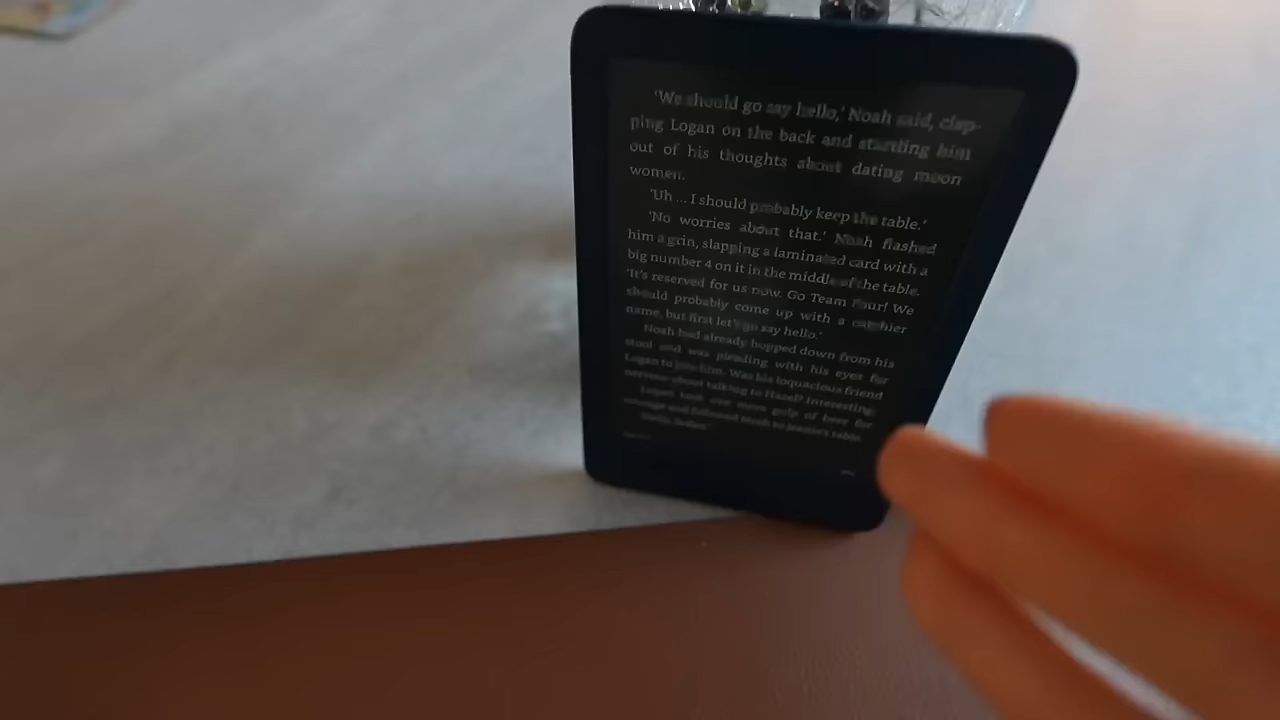 'We should go say hello,' Noah said, clap-
ping Logan on the back and startling him
out of his thoughts about dating moon
women.
'Uh ... I should probably keep the table.'
'No worries about that.' Noah flashed
him a grin, slapping a laminated card with a
big number 4 on it in the middle of the table.
'It's reserved for us now. Go Team Four! We
should probably come up with a catchier
name, but first let's go say hello.'
Noah had already hopped down from his
stool and was pleading with his eyes for
Logan to join him. Was his loquacious friend
nervous about talking to Hazel? Interesting.
Logan took one more gulp of beer for
courage and followed Noah to Jeanie's table.